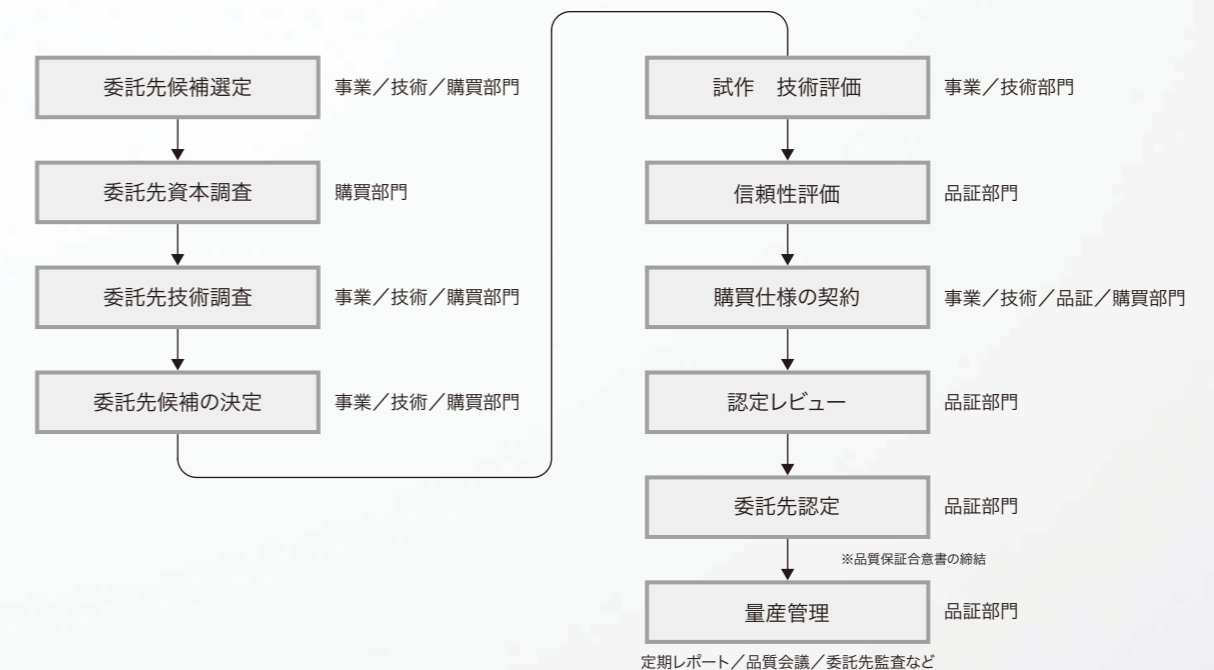 委託先候補選定
事業／技術／購買部門
委託先資本調査
購買部門
委託先技術調査
事業／技術／購買部門
委託先候補の決定
事業／技術／購買部門
試作　技術評価
事業／技術部門
信頼性評価
品証部門
購買仕様の契約
事業／技術／品証／購買部門
認定レビュー
品証部門
委託先認定
品証部門
※品質保証合意書の締結
量産管理
品証部門
定期レポート／品質会議／委託先監査など